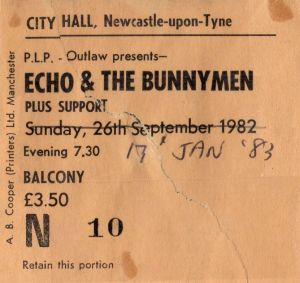 CITY HALL, Newcastle-upon-Tyne
P.L.P. - Outlaw presents—
ECHO & THE BUNNYMEN
PLUS SUPPORT
Sunday, 26th September 1982
Evening 7.30 17 JAN '83
BALCONY
£3.50
N 10
Retain this portion
A. B. Cooper (Printers) Ltd. Manchester